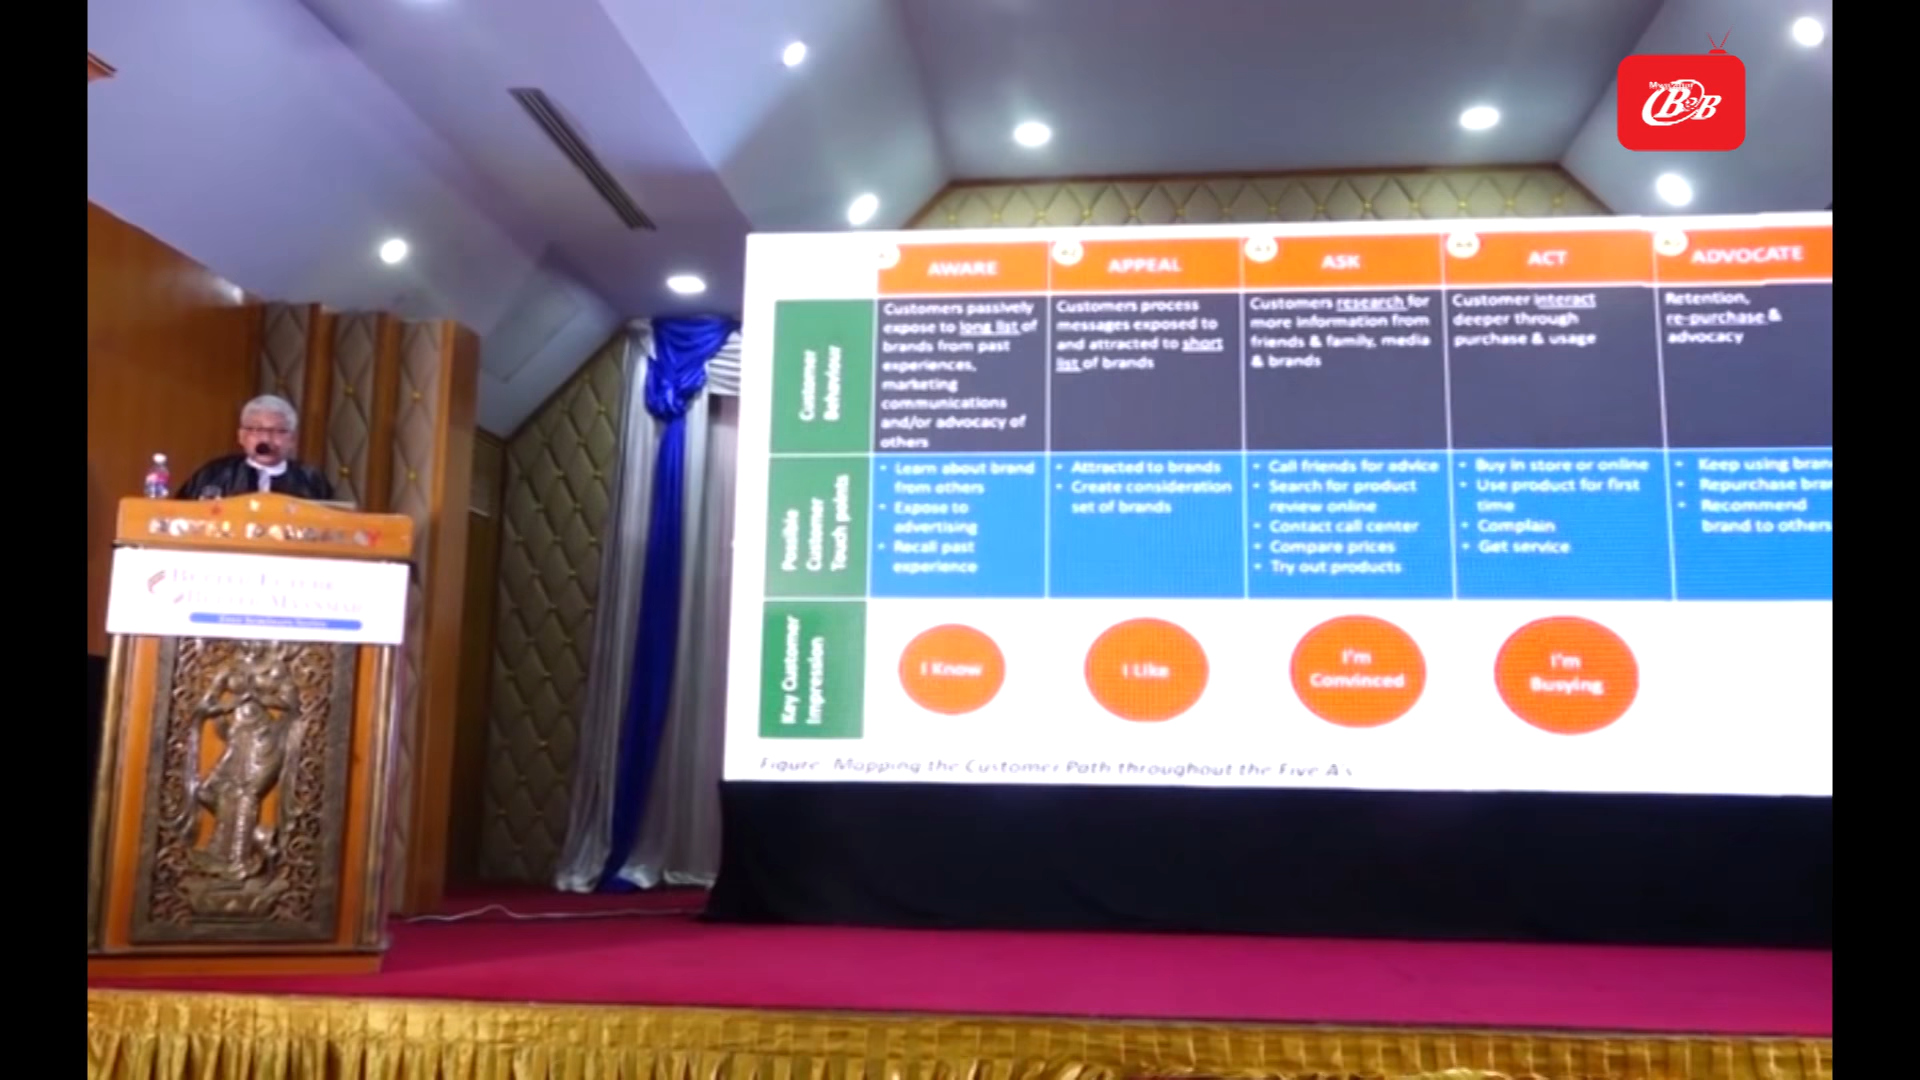 Myanmar
B2B
AWARE
APPEAL
ASK
ACT
ADVOCATE
Customer
Behaviour
Customers passively
expose to long list of
brands from past
experiences,
marketing
communications
and/or advocacy of
others
Customers process
messages exposed to
and attracted to short
list of brands
Customers research for
more information from
friends & family, media
& brands
Customer interact
deeper through
purchase & usage
Retention,
re-purchase &
advocacy
Possible
Customer
Touch points
• Learn about brand
from others
• Expose to
advertising
• Recall past
experience
• Attracted to brands
• Create consideration
set of brands
• Call friends for advice
• Search for product
review online
• Contact call center
• Compare prices
• Try out products
• Buy in store or online
• Use product for first
time
• Complain
• Get service
• Keep using bran
• Repurchase bra
• Recommend
brand to others
Key Customer
Impression
I Know
I Like
I'm
Convinced
I'm
Busying
Figure: Mapping the Customer Path throughout the Five A's